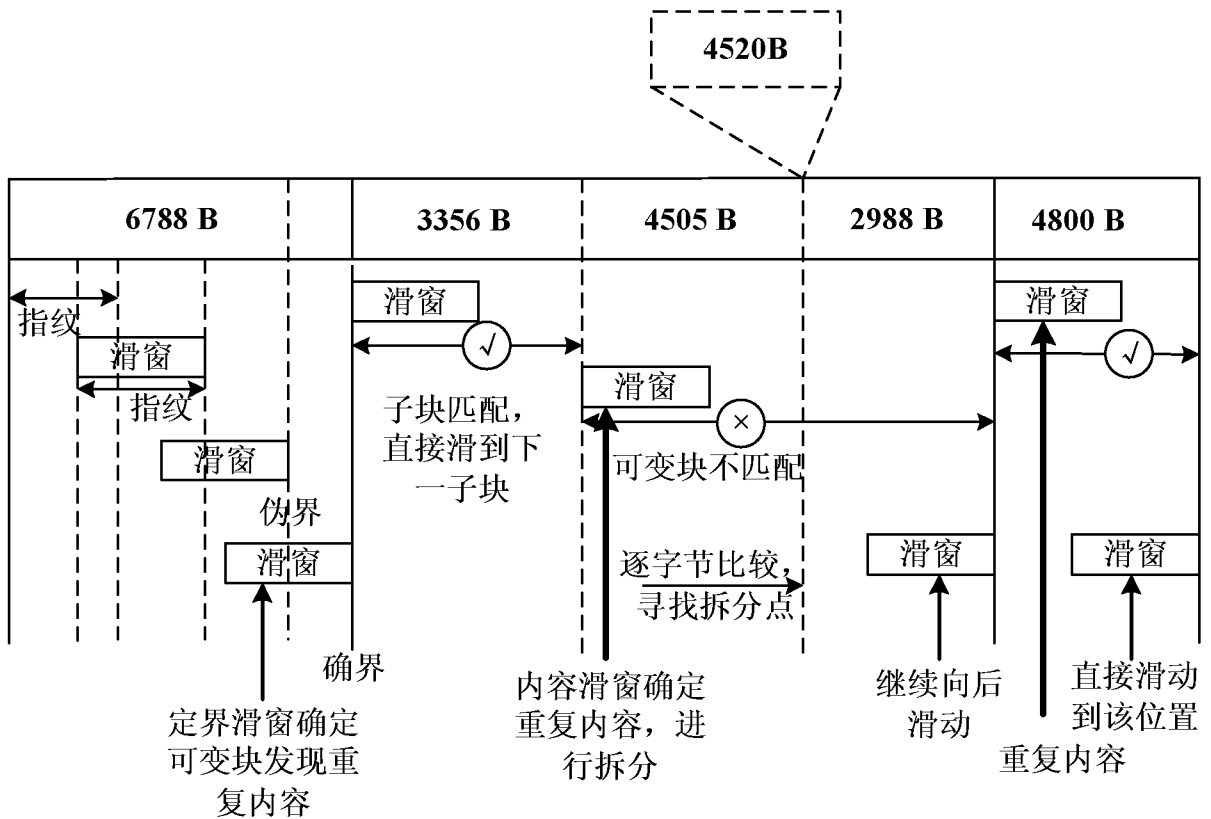 4520B
6788 B
3356 B
4505 B
2988 B
4800 B
指纹
滑窗
指纹
滑窗
伪界
滑窗
确界
定界滑窗确定
可变块发现重
复内容
滑窗
√
子块匹配，
直接滑到下
一子块
滑窗
×
可变块不匹配
逐字节比较，
寻找拆分点
内容滑窗确定
重复内容，进
行拆分
滑窗
继续向后
滑动
滑窗
√
滑窗
直接滑动
到该位置
重复内容